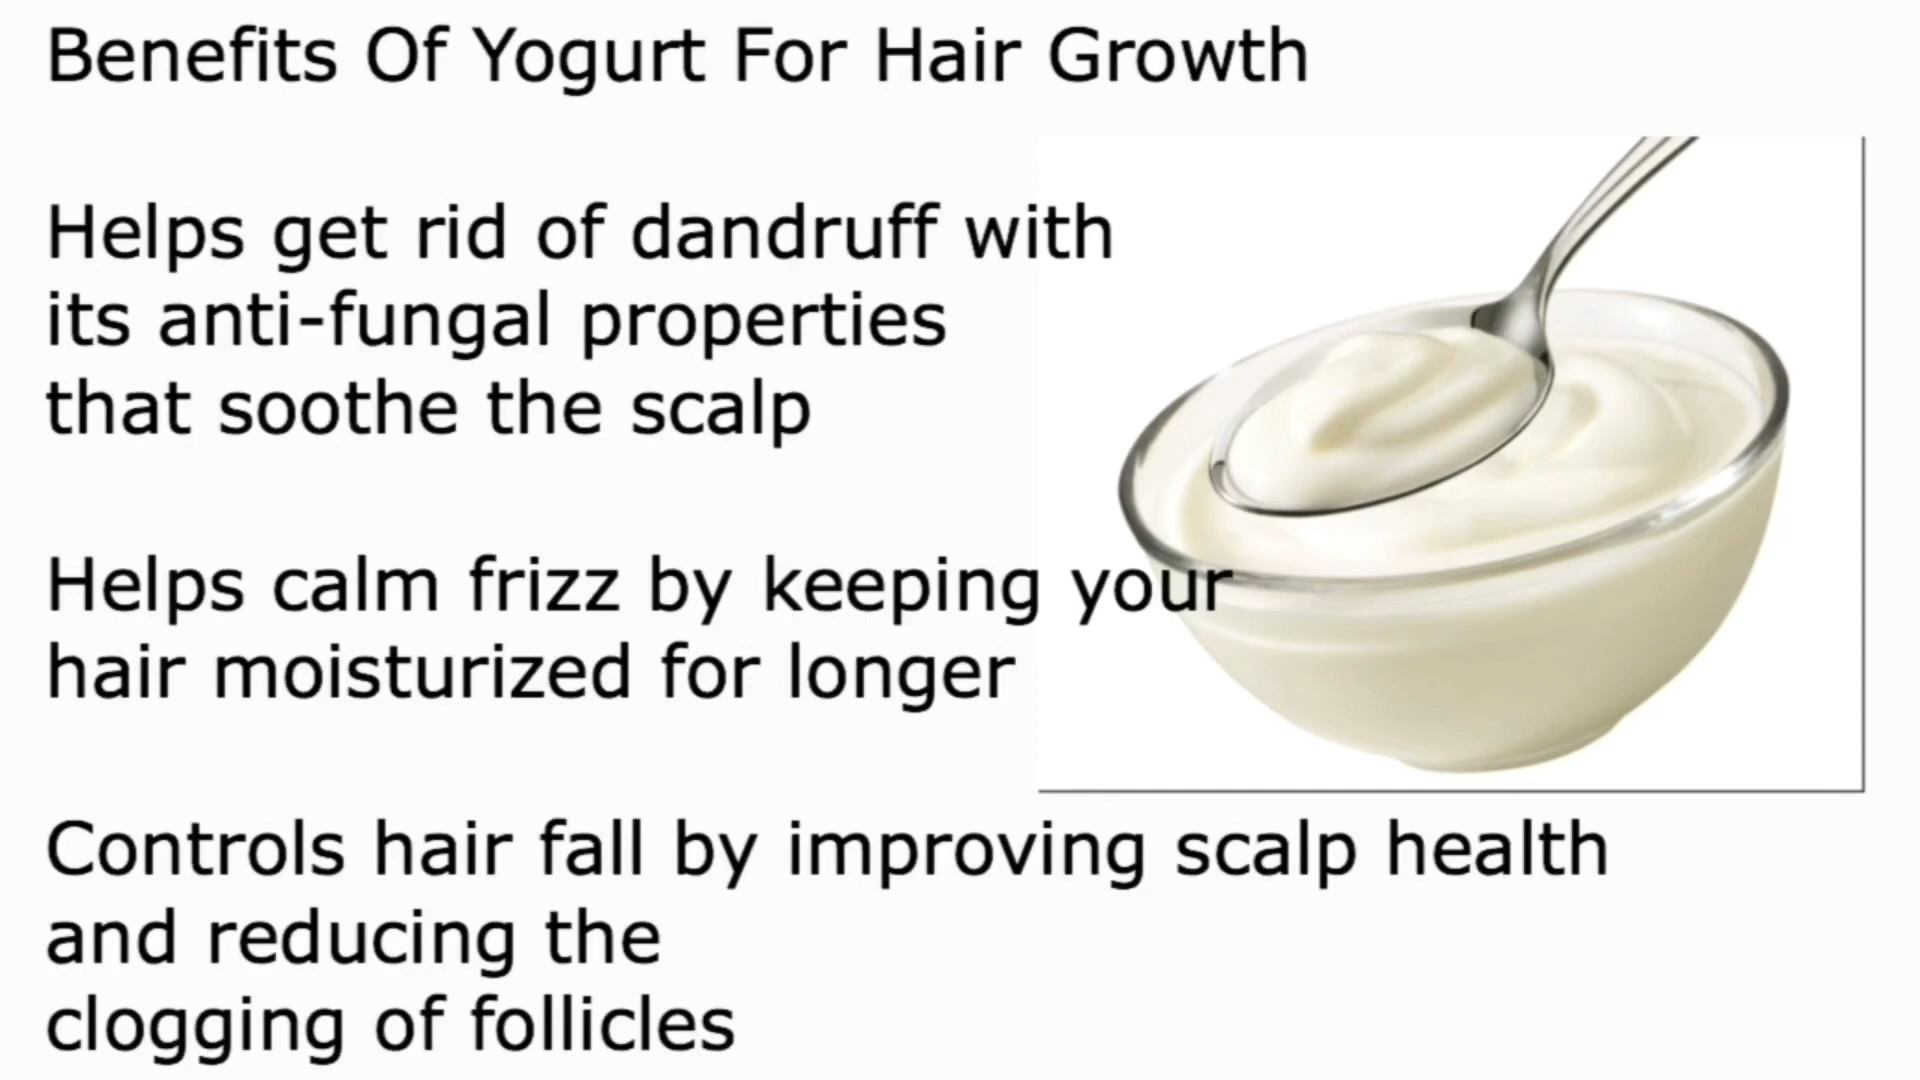 Benefits Of Yogurt For Hair Growth
Helps get rid of dandruff with
its anti-fungal properties
that soothe the scalp
Helps calm frizz by keeping your
hair moisturized for longer
Controls hair fall by improving scalp health
and reducing the
clogging of follicles